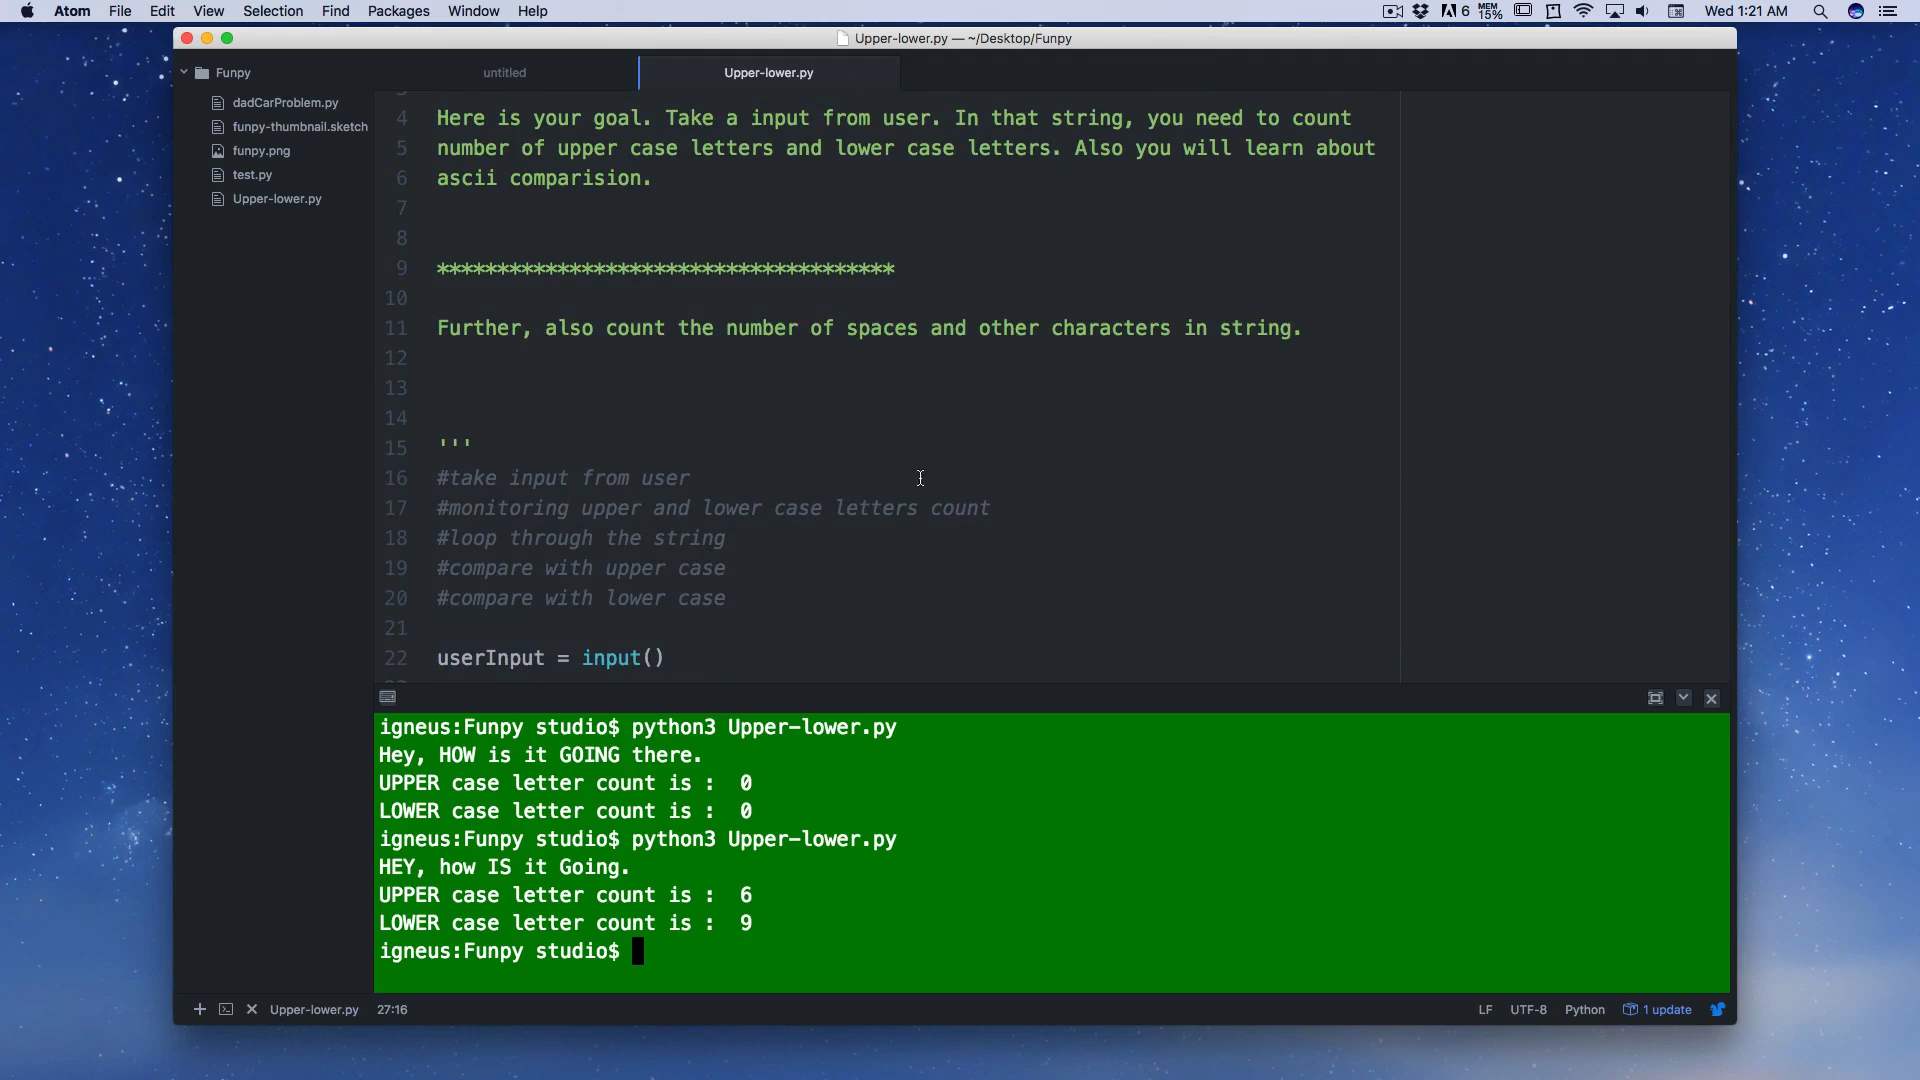 Atom File Edit View Selection Find Packages Window Help 6 MEM 15% Wed 1:21 AM
Upper-lower.py — ~/Desktop/Funpy
Funpy untitled Upper-lower.py
dadCarProblem.py
funpy-thumbnail.sketch
funpy.png
test.py
Upper-lower.py
4 Here is your goal. Take a input from user. In that string, you need to count
5 number of upper case letters and lower case letters. Also you will learn about
6 ascii comparision.
7
8
9 **************************************
10
11 Further, also count the number of spaces and other characters in string.
12
13
14
15 '''
16 #take input from user
17 #monitoring upper and lower case letters count
18 #loop through the string
19 #compare with upper case
20 #compare with lower case
21
22 userInput = input()
igneus:Funpy studio$ python3 Upper-lower.py
Hey, HOW is it GOING there.
UPPER case letter count is :  0
LOWER case letter count is :  0
igneus:Funpy studio$ python3 Upper-lower.py
HEY, how IS it Going.
UPPER case letter count is :  6
LOWER case letter count is :  9
igneus:Funpy studio$
Upper-lower.py 27:16 LF UTF-8 Python 1 update